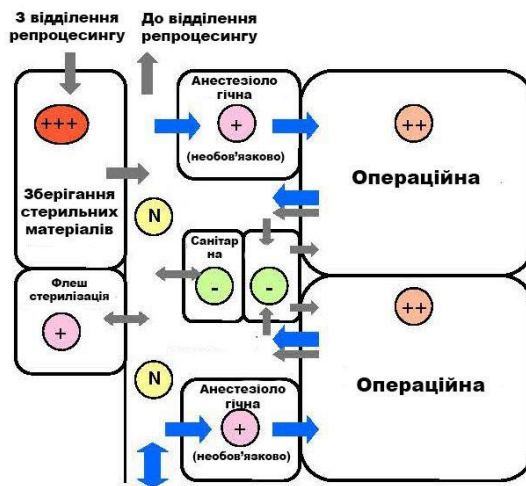 З відділення
репроцесингу
До відділення
репроцесингу
Анестезіоло
гічна
+
(необов'язково)
+++
Зберігання
стерильних
матеріалів
++
Операційна
N
Санітар
на
-
-
Флеш
стерилізація
+
++
Операційна
N
Анестезіоло
гічна
+
(необов'язково)